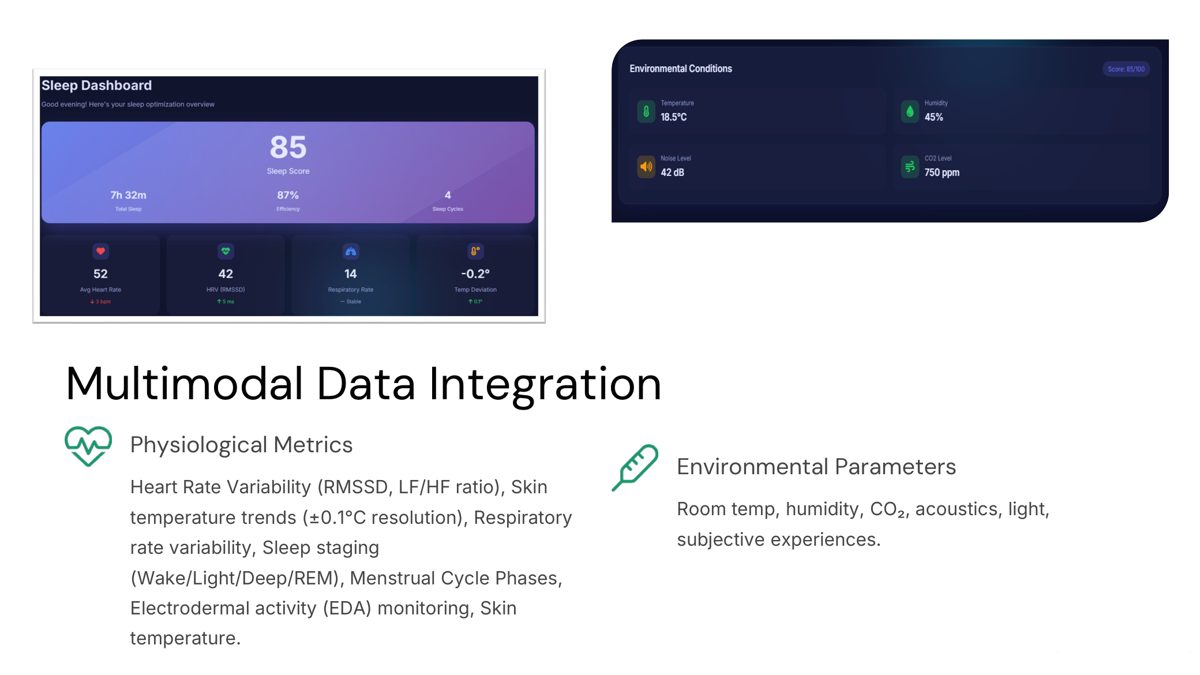 Sleep Dashboard
Good evening! Here's your sleep optimization overview
85
Sleep Score
7h 32m
Total Sleep
87%
Efficiency
4
Sleep Cycles
52
Avg Heart Rate
↓ 3 bpm
42
HRV (RMSSD)
↑ 5 ms
14
Respiratory Rate
— Stable
-0.2°
Temp Deviation
↑ 0.1°
Environmental Conditions
Score: 85/100
Temperature
18.5°C
Humidity
45%
Noise Level
42 dB
CO2 Level
750 ppm
Multimodal Data Integration
Physiological Metrics
Heart Rate Variability (RMSSD, LF/HF ratio), Skin
temperature trends (±0.1°C resolution), Respiratory
rate variability, Sleep staging
(Wake/Light/Deep/REM), Menstrual Cycle Phases,
Electrodermal activity (EDA) monitoring, Skin
temperature.
Environmental Parameters
Room temp, humidity, CO₂, acoustics, light,
subjective experiences.